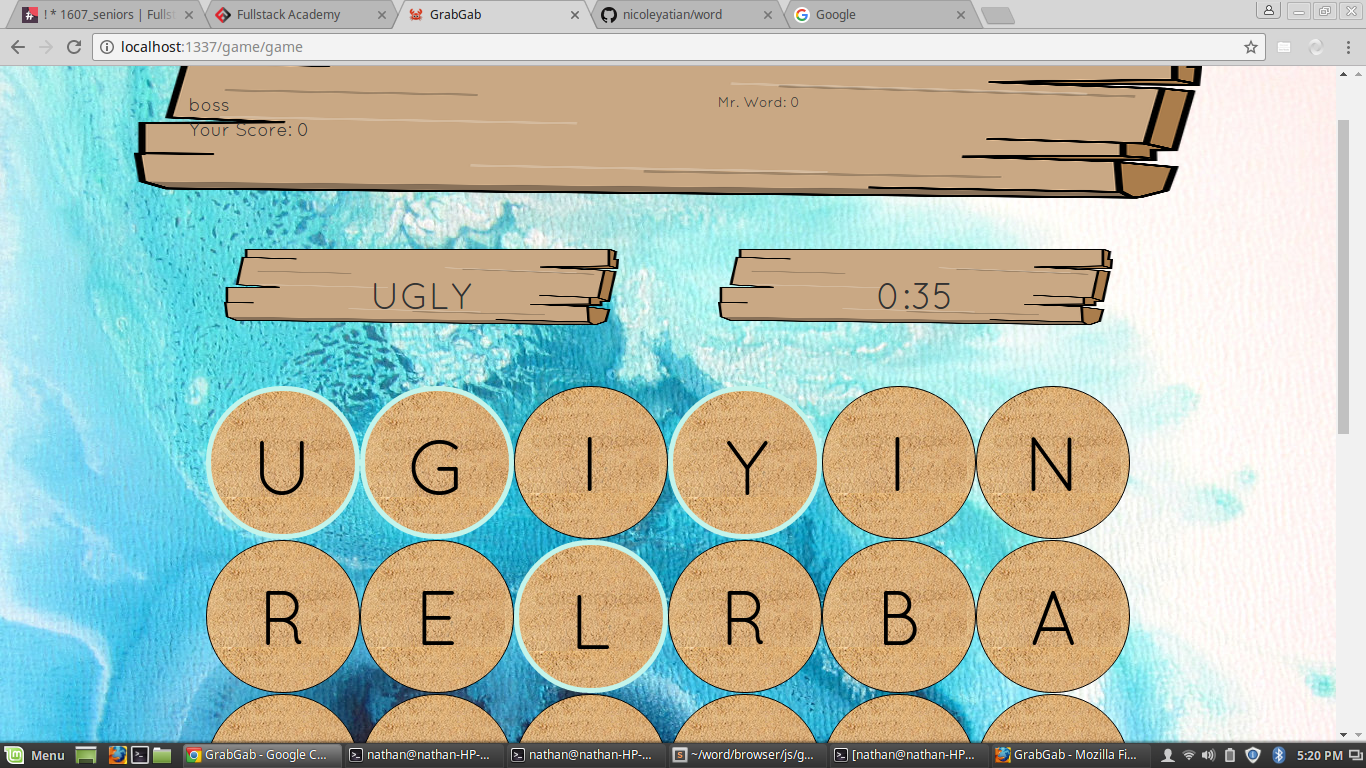 ! * 1607_seniors | Fullst
Fullstack Academy
GrabGab
nicoleyatian/word
Google
localhost:1337/game/game
boss
Mr. Word: 0
Your Score: 0
UGLY
0:35
U G I Y I N
R E L R B A
Menu
GrabGab - Google C...
nathan@nathan-HP-...
nathan@nathan-HP-...
~/word/browser/js/g...
[nathan@nathan-HP...
GrabGab - Mozilla Fi...
5:20 PM